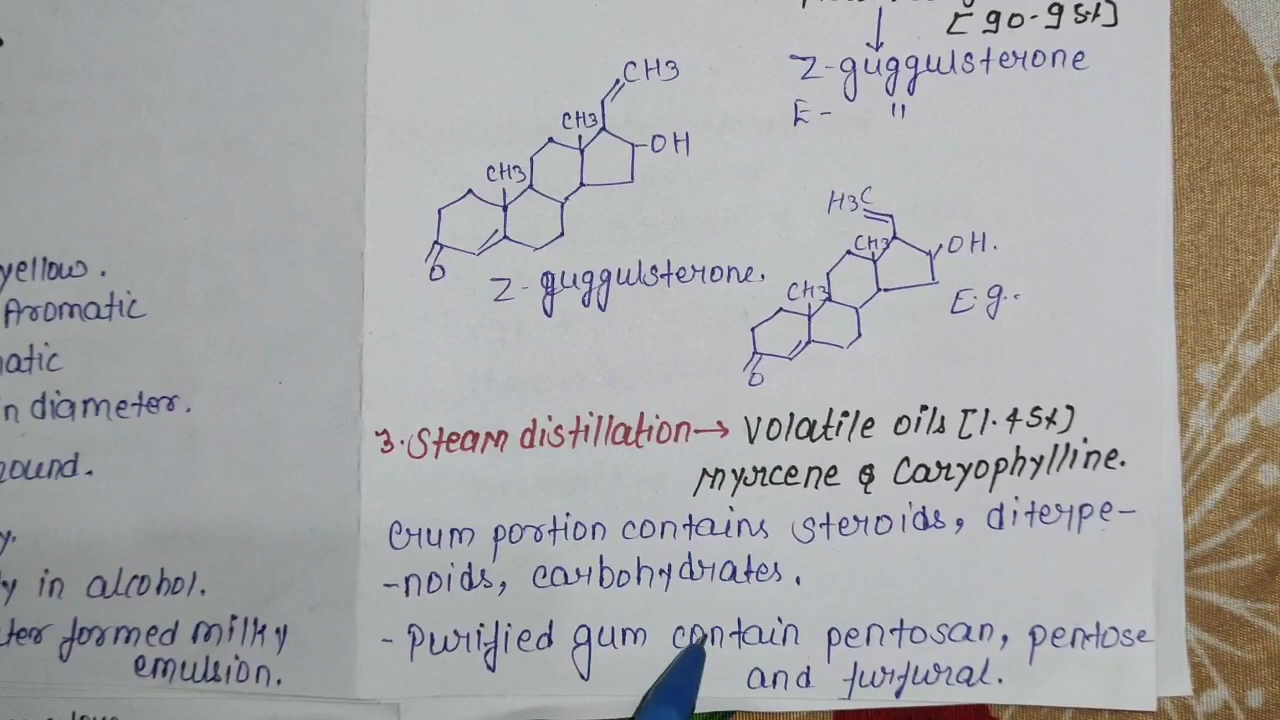 [90-95%]
Z-guggulsterone
E- "
CH3
CH3
OH
CH3
O
Z-guggulsterone.
H3C
CH3
OH.
CH3
E.g..
O
yellow.
Aromatic
matic
n diameter.
ound.
y.
y in alcohol.
ter formed milky
emulsion.
3. Steam distillation → volatile oils [1.45%]
Myrcene & Caryophylline.
Gum portion contains steroids, diterpe-
-noids, carbohydrates.
- Purified gum contain pentosan, pentose
and furfural.